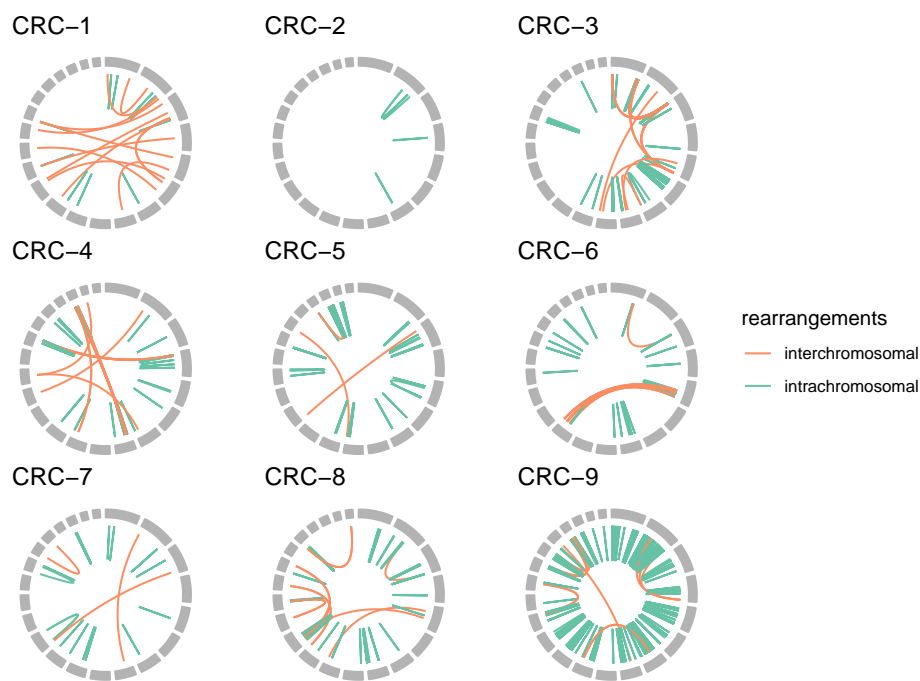 CRC−1
CRC−2
CRC−3
CRC−4
CRC−5
CRC−6
rearrangements
interchromosomal
intrachromosomal
CRC−7
CRC−8
CRC−9